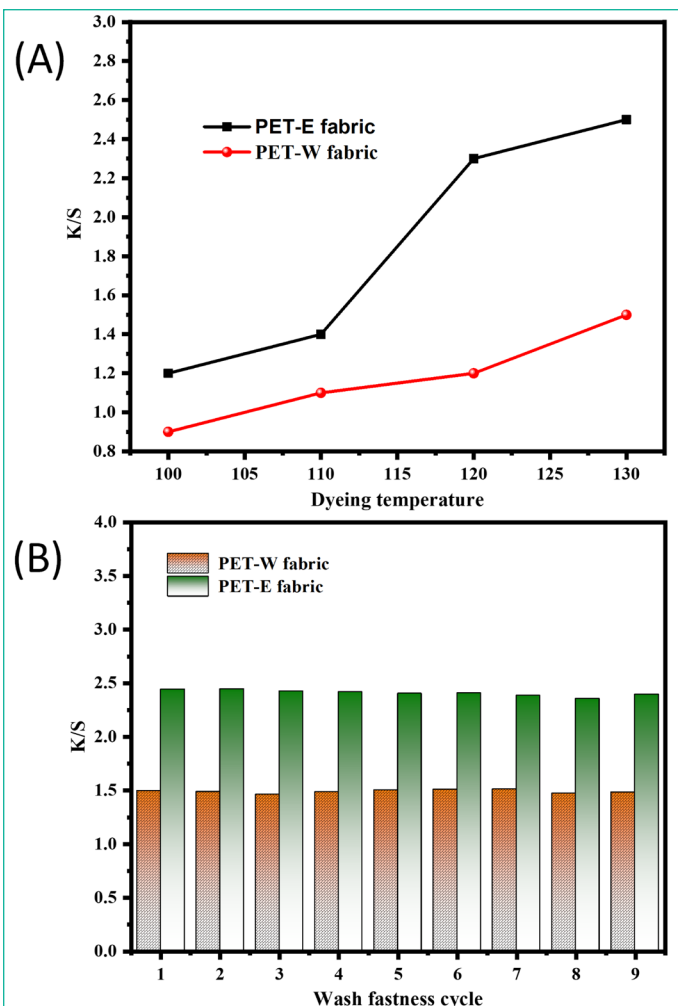 (A)
3.0
2.8
2.6
2.4
2.2
2.0
1.8
1.6
1.4
1.2
1.0
0.8
K/S
PET-E fabric
PET-W fabric
100 105 110 115 120 125 130
Dyeing temperature
(B)
4.0
3.5
3.0
2.5
2.0
1.5
1.0
0.5
0.0
K/S
PET-W fabric
PET-E fabric
1 2 3 4 5 6 7 8 9
Wash fastness cycle